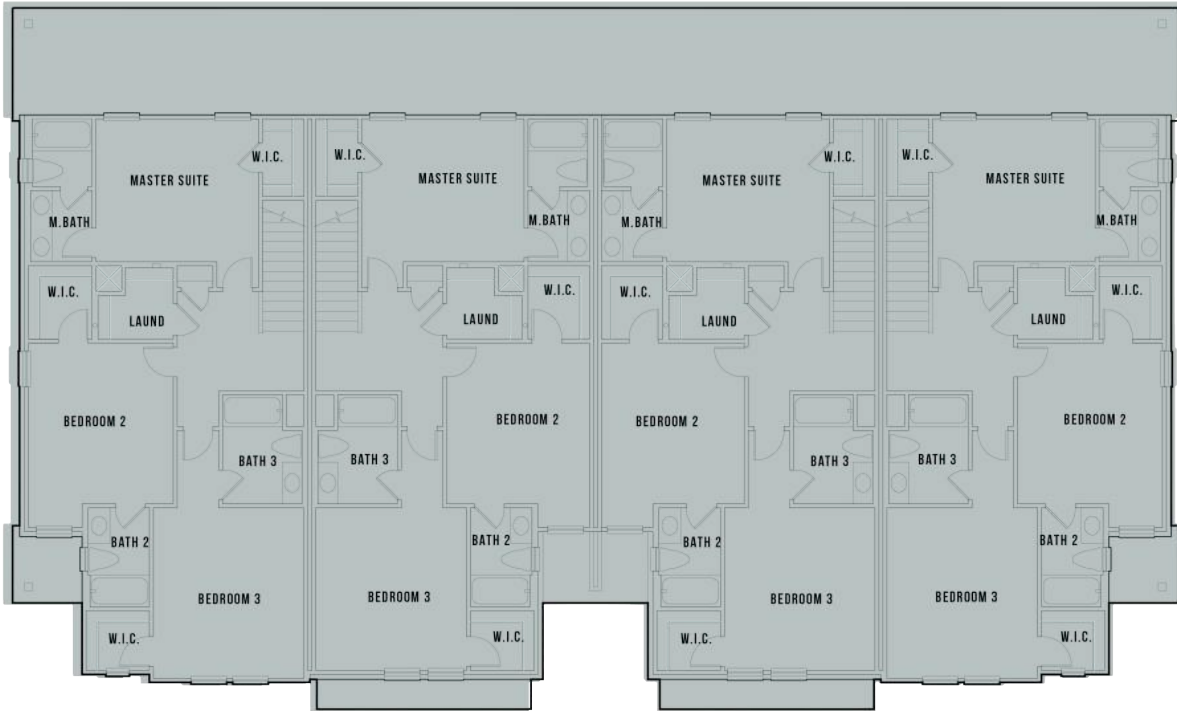 W.I.C.
MASTER SUITE
M.BATH
W.I.C.
LAUND
BEDROOM 2
BATH 3
BATH 2
BEDROOM 3
W.I.C.
W.I.C.
MASTER SUITE
M.BATH
W.I.C.
LAUND
BEDROOM 2
BATH 3
BATH 2
BEDROOM 3
W.I.C.
W.I.C.
MASTER SUITE
M.BATH
W.I.C.
LAUND
BEDROOM 2
BATH 3
BATH 2
BEDROOM 3
W.I.C.
W.I.C.
MASTER SUITE
M.BATH
W.I.C.
LAUND
BEDROOM 2
BATH 3
BATH 2
BEDROOM 3
W.I.C.